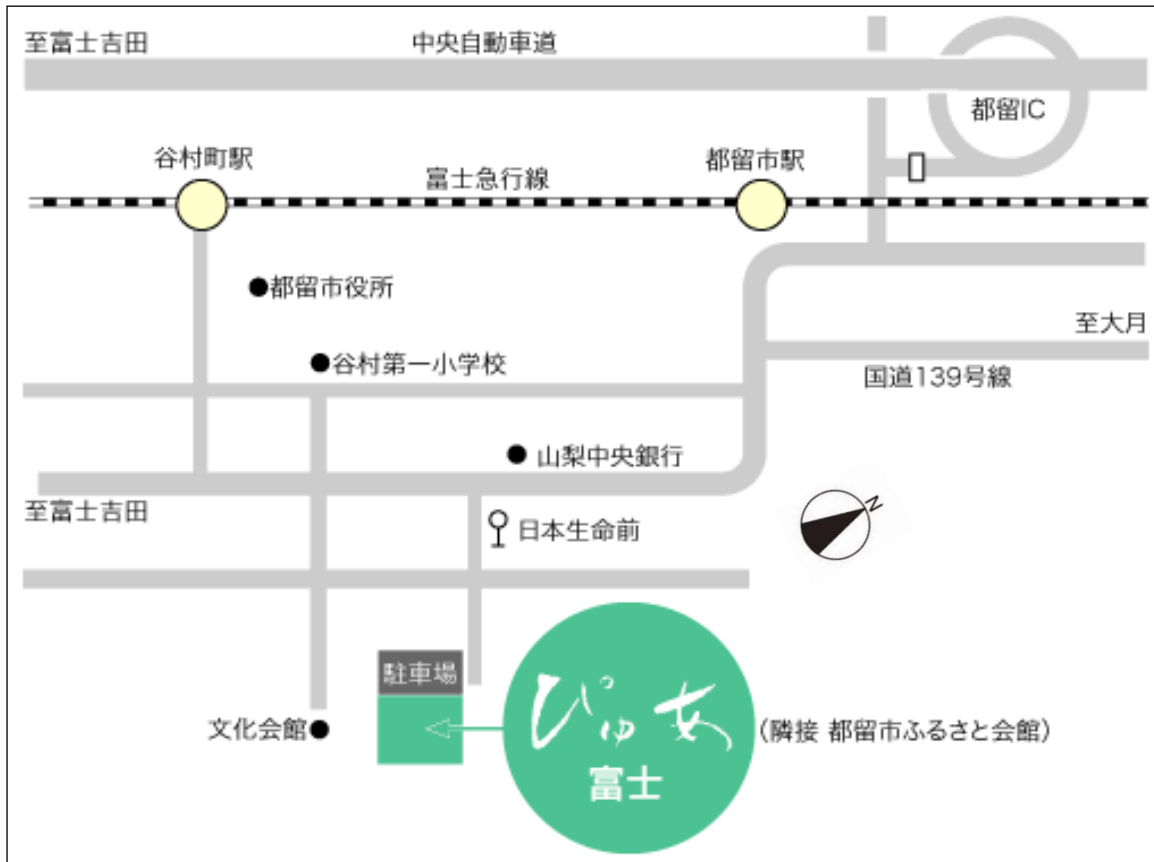 至富士吉田
中央自動車道
都留IC
谷村町駅
富士急行線
都留市駅
都留市役所
至大月
谷村第一小学校
国道139号線
山梨中央銀行
至富士吉田
N
日本生命前
駐車場
ぴゅあ
富士
文化会館
(隣接 都留市ふるさと会館)